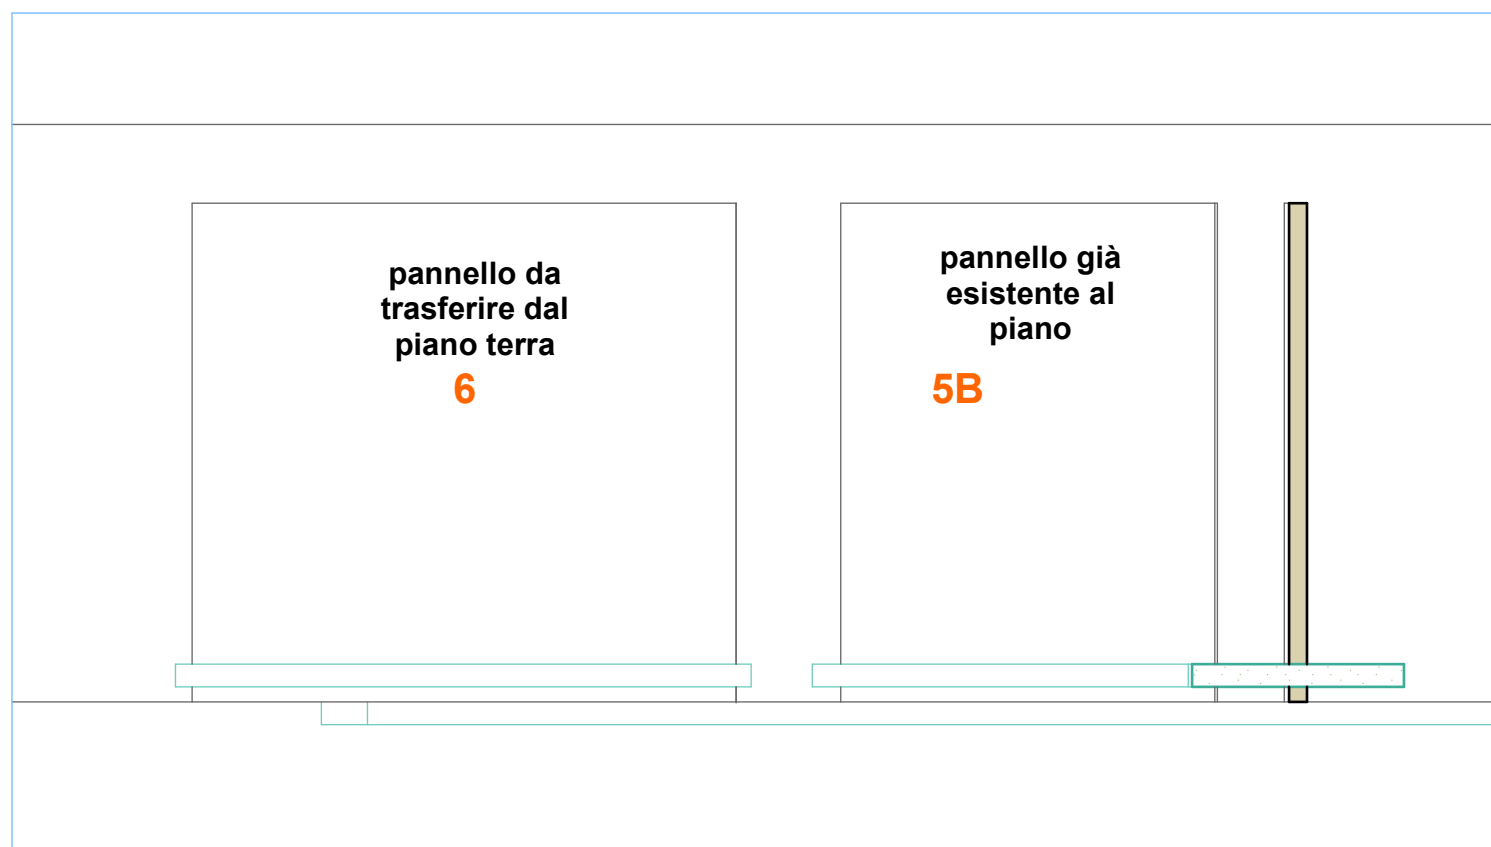 pannello da
trasferire dal
piano terra
6
pannello già
esistente al
piano
5B